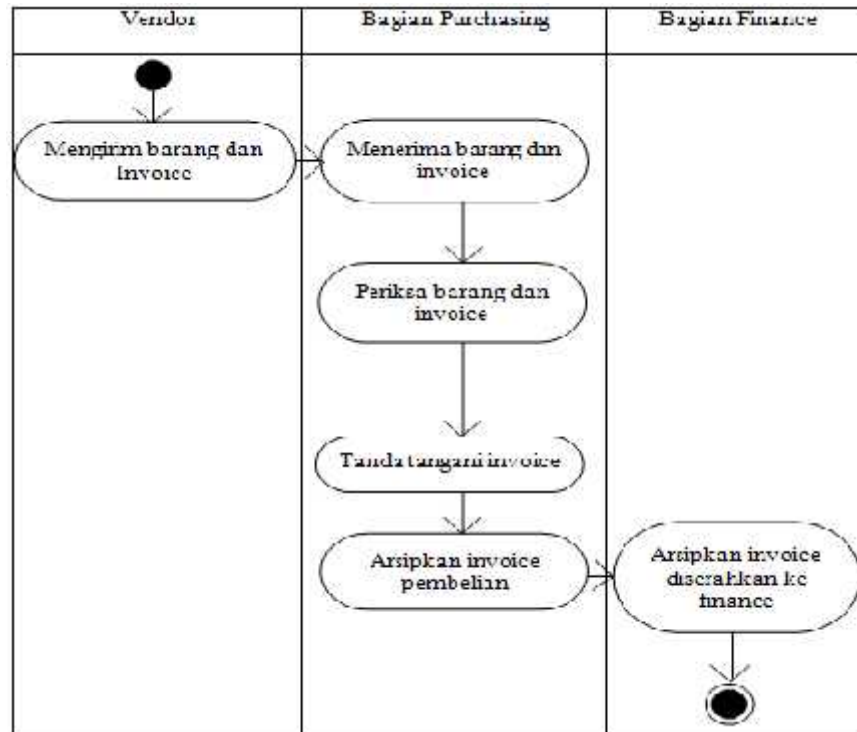 Vendor
Bagian Purchasing
Bagian Finance
Mengirim barang dan
Invoice
Menerima barang dan
invoice
Periksa barang dan
invoice
Tanda tangani invoice
Arsipkan invoice
pembelian
Arsipkan invoice
diserahkan ke
finance